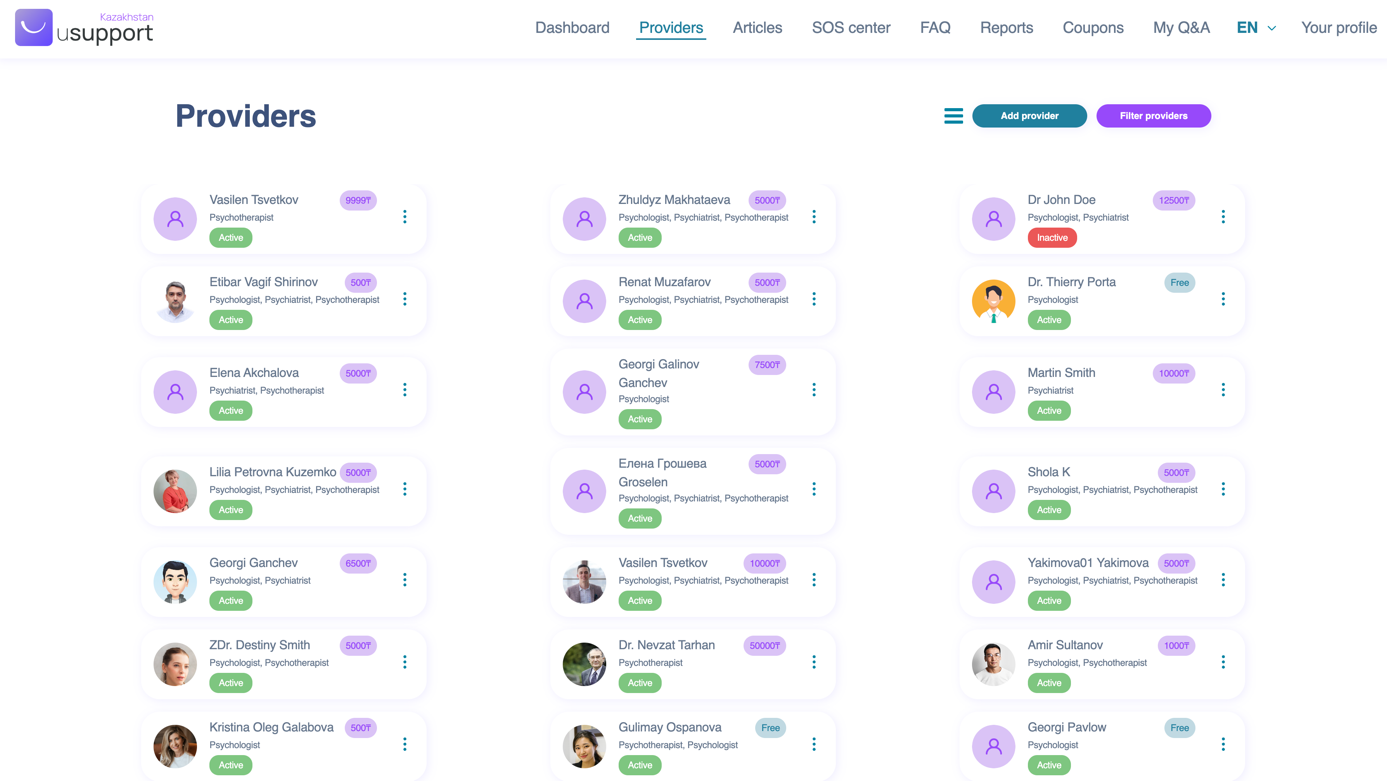 Kazakhstan
usupport
Dashboard Providers Articles SOS center FAQ Reports Coupons My Q&A EN Your profile
Providers
Add provider
Filter providers
Vasilen Tsvetkov 9999₸
Psychotherapist
Active
Zhuldyz Makhataeva 5000₸
Psychologist, Psychiatrist, Psychotherapist
Active
Dr John Doe 12500₸
Psychologist, Psychiatrist
Inactive
Etibar Vagif Shirinov 500₸
Psychologist, Psychiatrist, Psychotherapist
Active
Renat Muzafarov 5000₸
Psychologist, Psychiatrist, Psychotherapist
Active
Dr. Thierry Porta Free
Psychologist
Active
Elena Akchalova 5000₸
Psychiatrist, Psychotherapist
Active
Georgi Galinov 7500₸
Ganchev
Psychologist
Active
Martin Smith 10000₸
Psychiatrist
Active
Lilia Petrovna Kuzemko 5000₸
Psychologist, Psychiatrist, Psychotherapist
Active
Елена Грошева 5000₸
Groselen
Psychologist, Psychiatrist, Psychotherapist
Active
Shola K 5000₸
Psychologist, Psychiatrist, Psychotherapist
Active
Georgi Ganchev 6500₸
Psychologist, Psychiatrist
Active
Vasilen Tsvetkov 10000₸
Psychologist, Psychiatrist, Psychotherapist
Active
Yakimova01 Yakimova 5000₸
Psychologist, Psychiatrist, Psychotherapist
Active
ZDr. Destiny Smith 5000₸
Psychologist, Psychotherapist
Active
Dr. Nevzat Tarhan 50000₸
Psychotherapist
Active
Amir Sultanov 1000₸
Psychologist, Psychotherapist
Active
Kristina Oleg Galabova 500₸
Psychologist
Active
Gulimay Ospanova Free
Psychotherapist, Psychologist
Active
Georgi Pavlow Free
Psychologist
Active